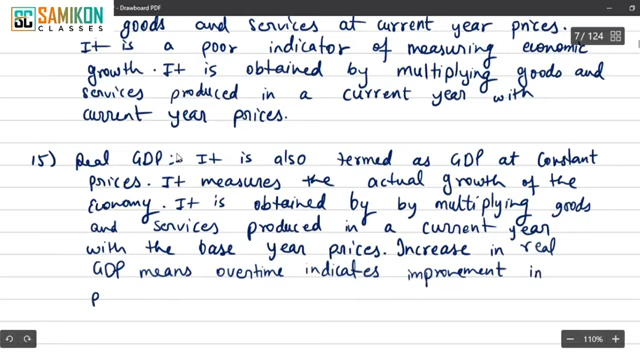 SAMIKON
CLASSES
goods and services at current year prices.
It is a poor indicator of measuring economic
growth. It is obtained by multiplying goods and
services produced in a current year with
current year prices.
7 / 124
15) Real GDP:- It is also termed as GDP at constant
prices. It measures the actual growth of the
economy. It is obtained by by multiplying goods
and services produced in a current year
with the base year prices. Increase in real
GDP means overtime indicates improvement in
P
110%